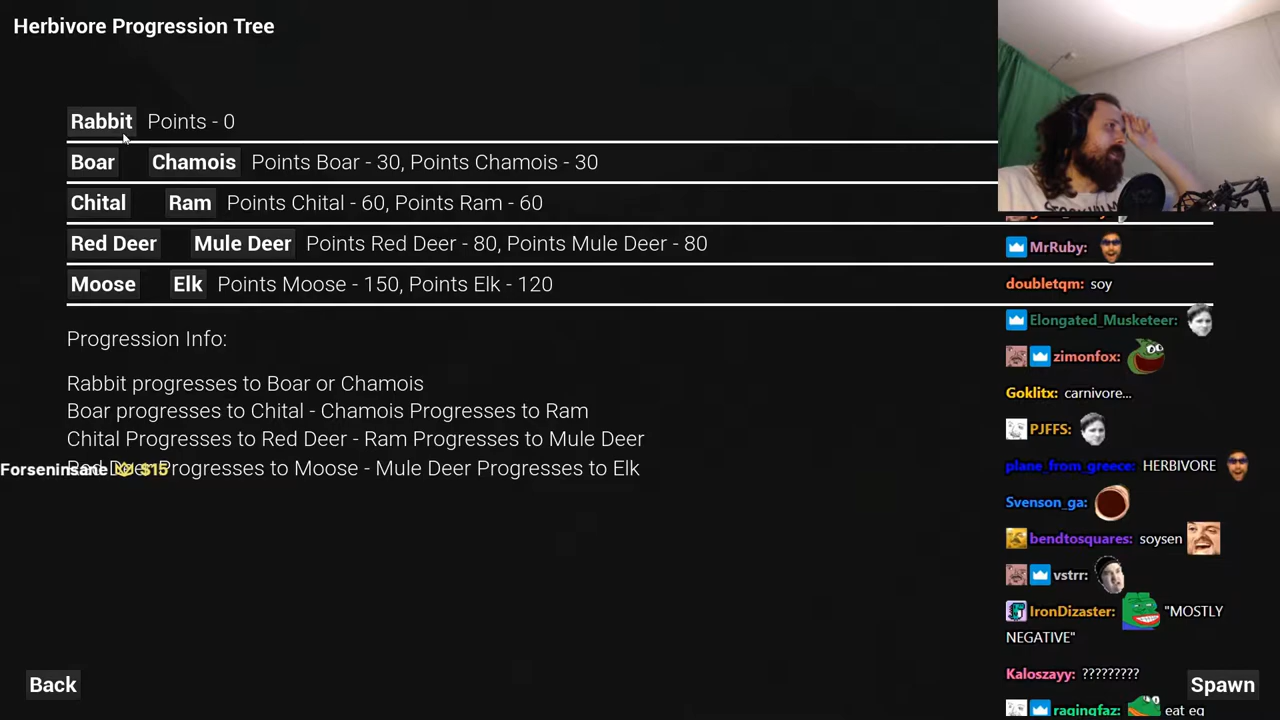 Herbivore Progression Tree
Rabbit Points - 0
Boar Chamois Points Boar - 30, Points Chamois - 30
Chital Ram Points Chital - 60, Points Ram - 60
Red Deer Mule Deer Points Red Deer - 80, Points Mule Deer - 80
Moose Elk Points Moose - 150, Points Elk - 120
Progression Info:
Rabbit progresses to Boar or Chamois
Boar progresses to Chital - Chamois Progresses to Ram
Chital Progresses to Red Deer - Ram Progresses to Mule Deer
Red Deer Progresses to Moose - Mule Deer Progresses to Elk
Forseninsane $15
Back
Spawn
MrRuby:
doubletqm: soy
Elongated_Musketeer:
zimonfox:
Goklitx: carnivore...
PJFFS:
plane_from_greece: HERBIVORE
Svenson_ga:
bendtosquares: soysen
vstrr:
IronDizaster: "MOSTLY
NEGATIVE"
Kaloszayy: ?????????
ragingfaz: eat eg